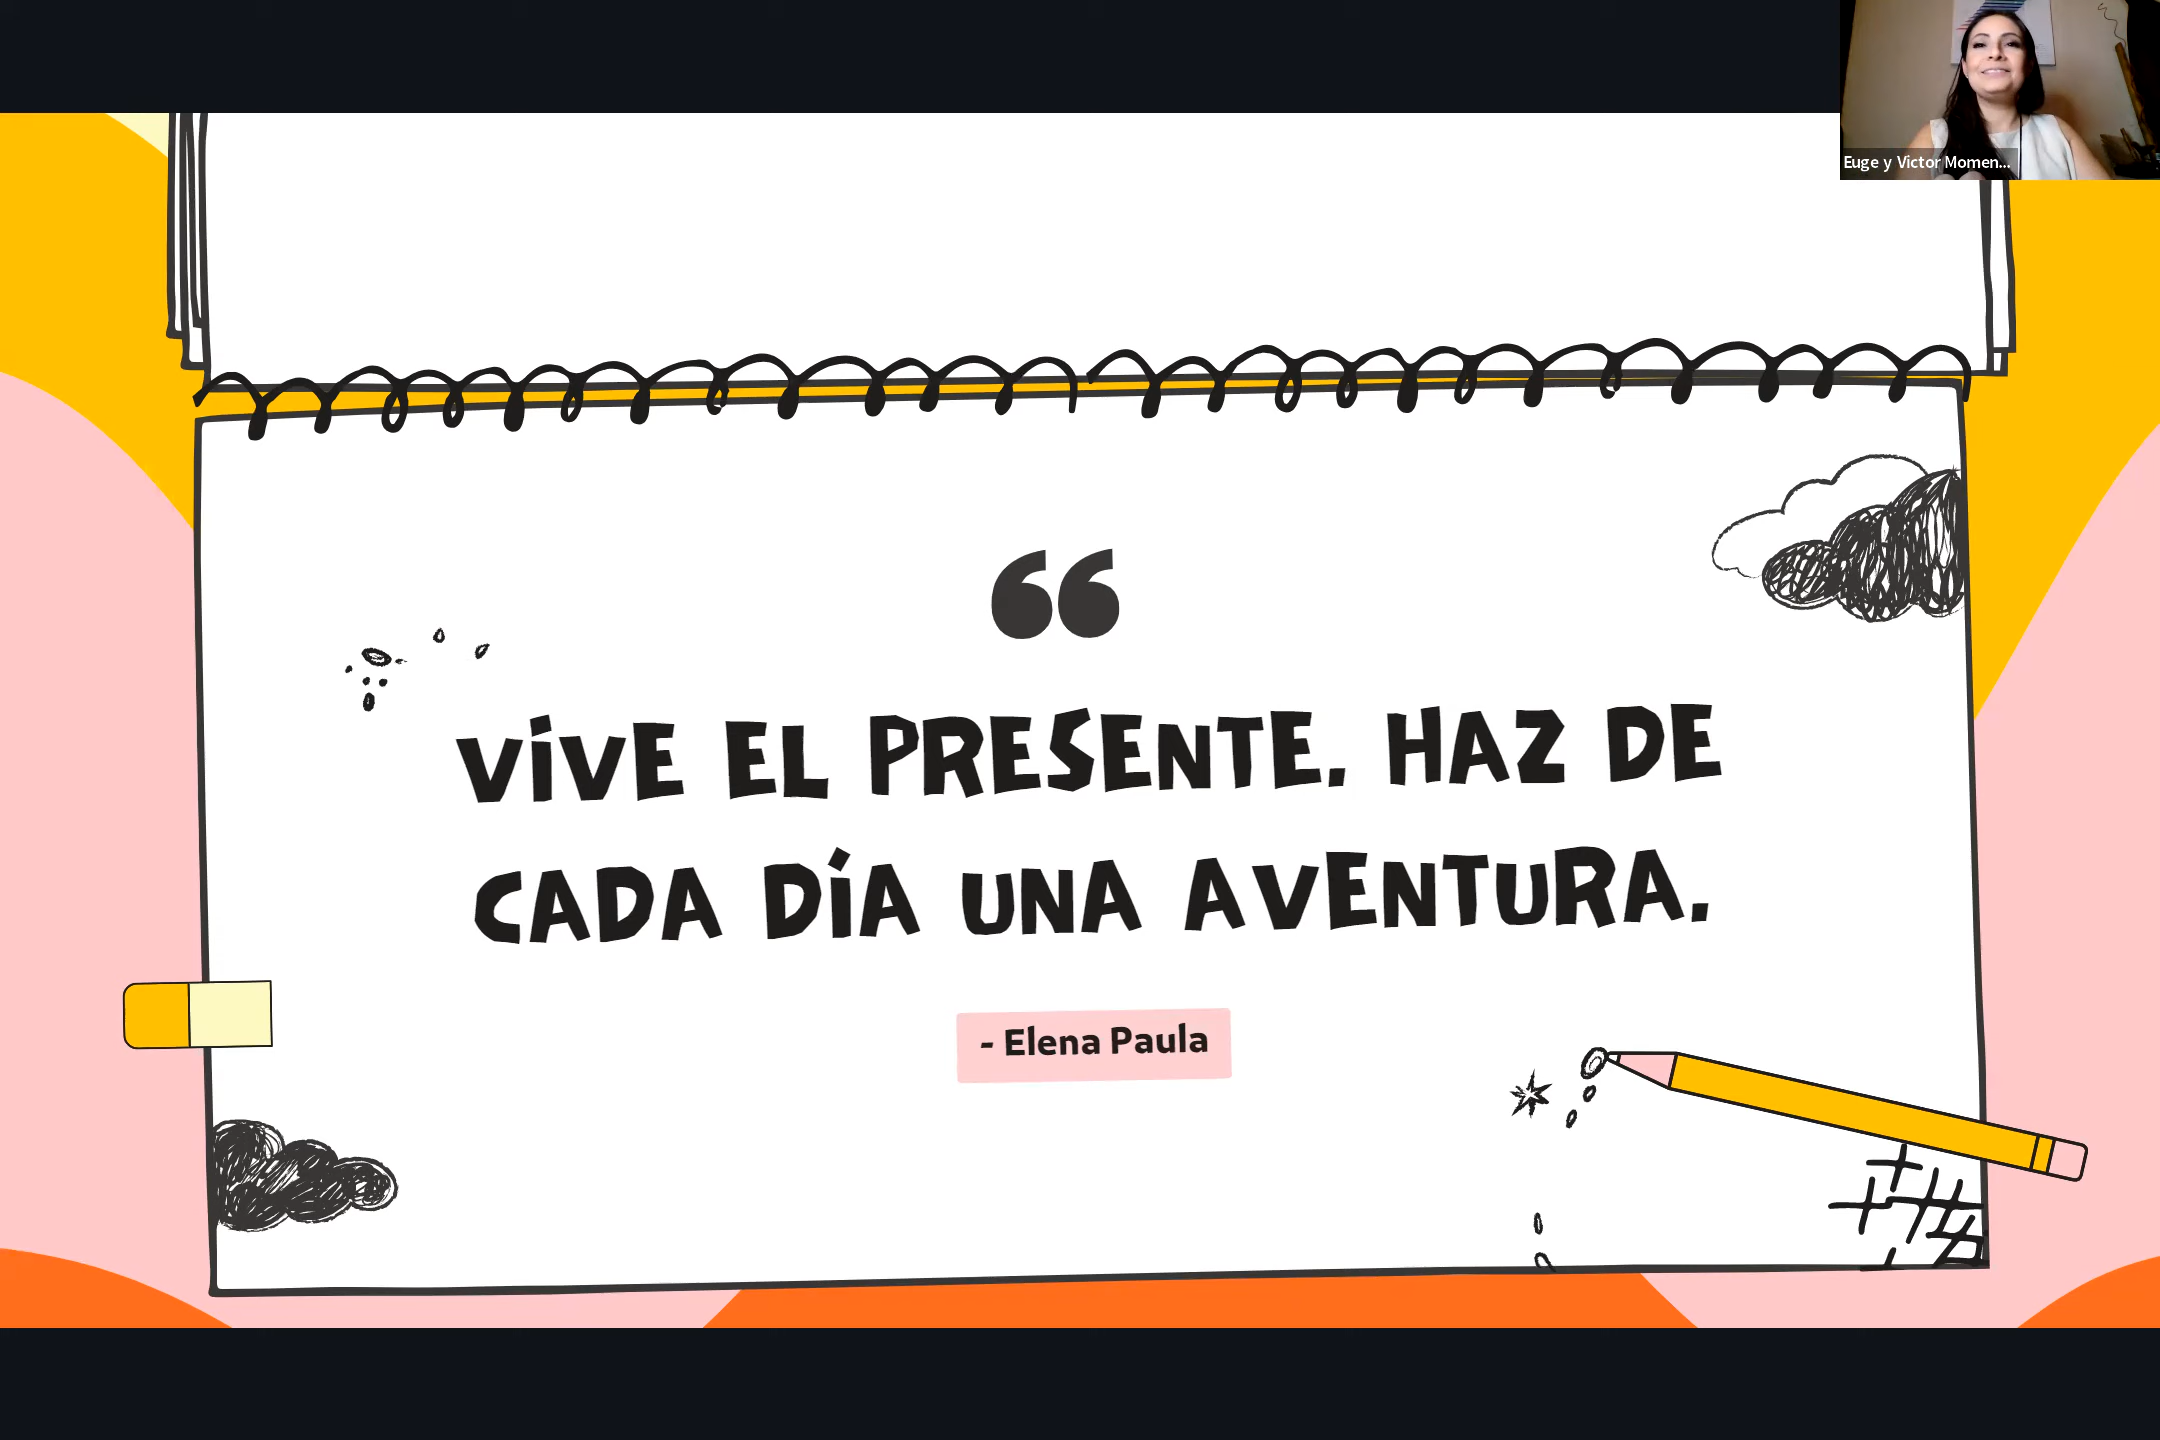 Euge y Victor Momen...
“
VIVE EL PRESENTE. HAZ DE
CADA DÍA UNA AVENTURA.
- Elena Paula